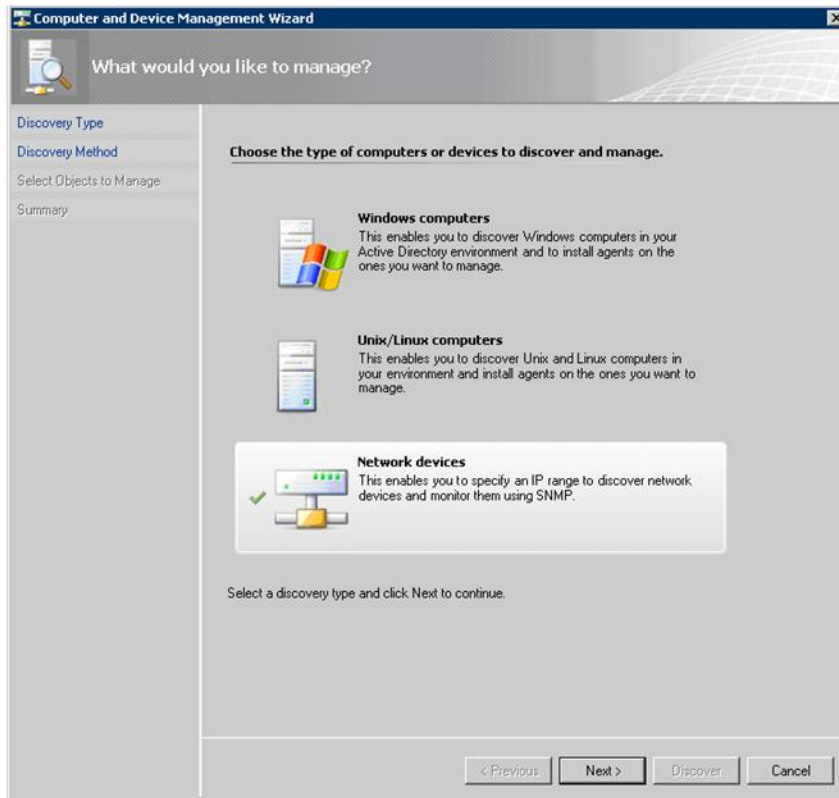 Computer and Device Management Wizard
What would you like to manage?
Discovery Type
Discovery Method
Select Objects to Manage
Summary
Choose the type of computers or devices to discover and manage.
Windows computers
This enables you to discover Windows computers in your
Active Directory environment and to install agents on the
ones you want to manage.
Unix/Linux computers
This enables you to discover Unix and Linux computers in
your environment and install agents on the ones you want to
manage.
Network devices
This enables you to specify an IP range to discover network
devices and monitor them using SNMP.
Select a discovery type and click Next to continue.
< Previous Next > Discover Cancel